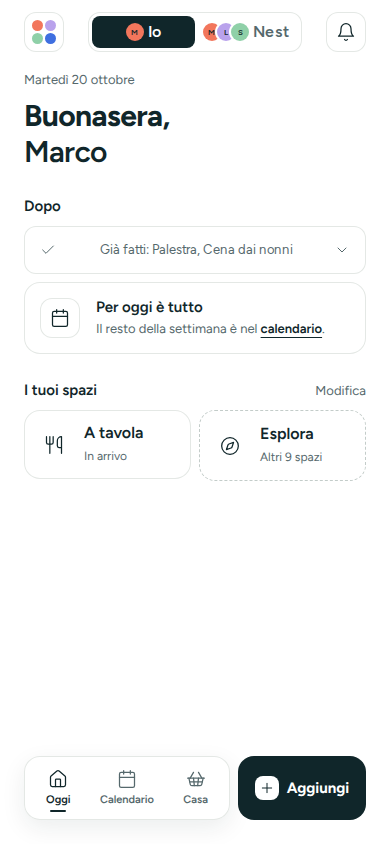 M Io
M L S Nest
Martedì 20 ottobre
Buonasera,
Marco
Dopo
Già fatti: Palestra, Cena dai nonni
Per oggi è tutto
Il resto della settimana è nel calendario.
I tuoi spazi
Modifica
A tavola
In arrivo
Esplora
Altri 9 spazi
Oggi
Calendario
Casa
Aggiungi